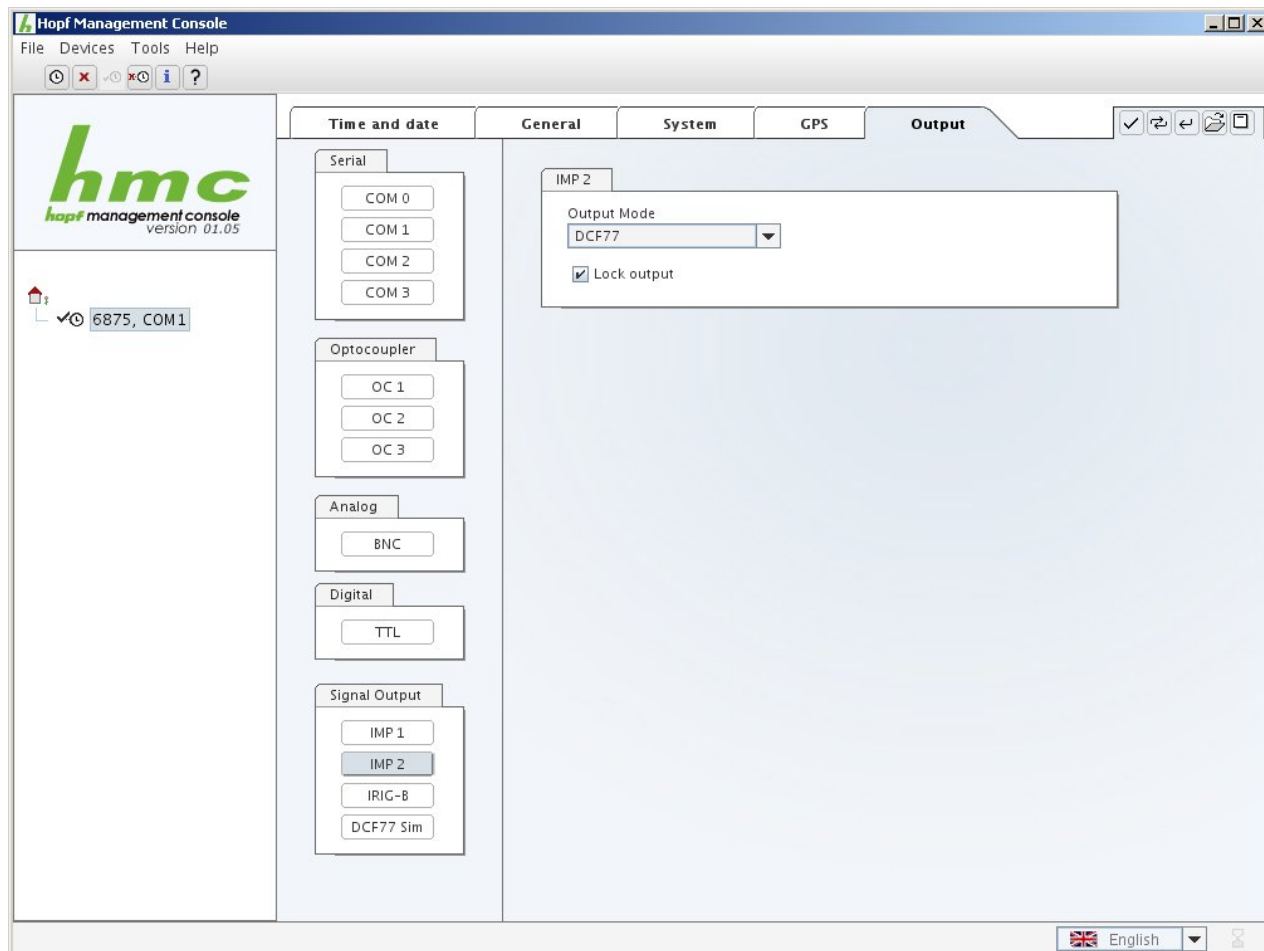 Hopf Management Console
File Devices Tools Help
?
hmc
hopf management console
version 01.05
6875, COM1
Time and date General System GPS Output
Serial
COM 0
COM 1
COM 2
COM 3
Optocoupler
OC 1
OC 2
OC 3
Analog
BNC
Digital
TTL
Signal Output
IMP 1
IMP 2
IRIG-B
DCF77 Sim
IMP 2
Output Mode
DCF77
Lock output
English